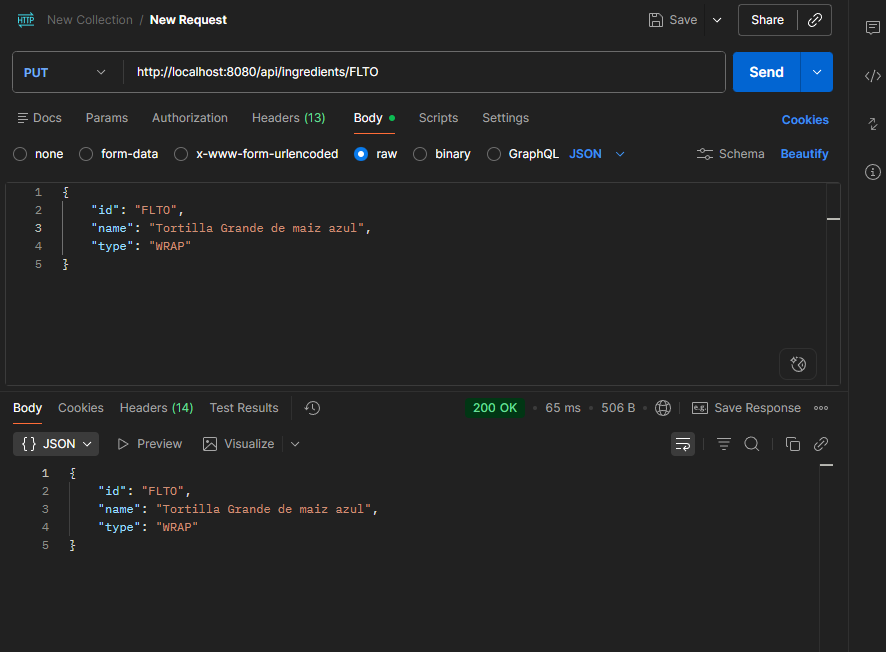 HTTP New Collection / New Request Save Share
PUT http://localhost:8080/api/ingredients/FLTO Send
Docs Params Authorization Headers (13) Body Scripts Settings Cookies
none form-data x-www-form-urlencoded raw binary GraphQL JSON Schema Beautify
1 {
2 "id": "FLTO",
3 "name": "Tortilla Grande de maiz azul",
4 "type": "WRAP"
5 }
Body Cookies Headers (14) Test Results 200 OK 65 ms 506 B e.g. Save Response
{} JSON Preview Visualize
1 {
2 "id": "FLTO",
3 "name": "Tortilla Grande de maiz azul",
4 "type": "WRAP"
5 }